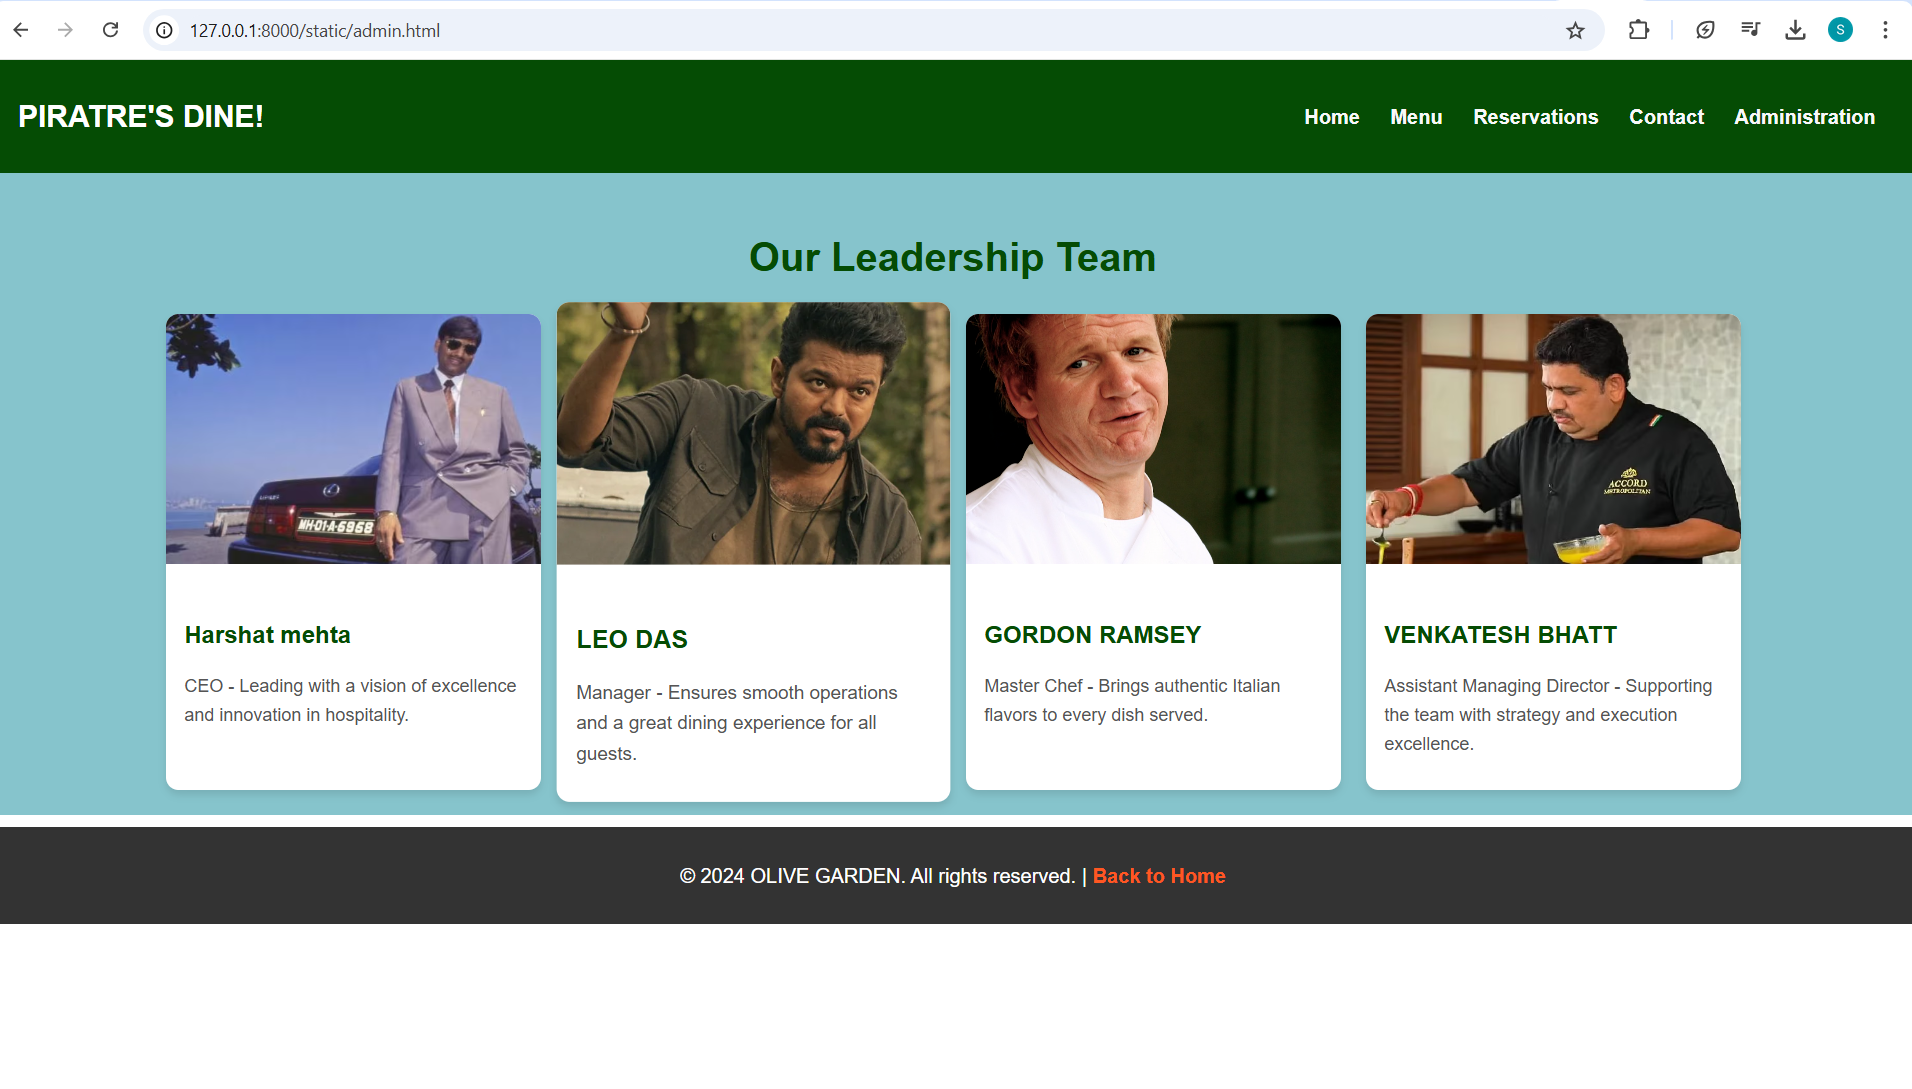 127.0.0.1:8000/static/admin.html
S
PIRATRE'S DINE!
Home Menu Reservations Contact Administration
Our Leadership Team
MH-01-A-6968
ACCORD
METROPOLITAN
Harshat mehta
CEO - Leading with a vision of excellence
and innovation in hospitality.
LEO DAS
Manager - Ensures smooth operations
and a great dining experience for all
guests.
GORDON RAMSEY
Master Chef - Brings authentic Italian
flavors to every dish served.
VENKATESH BHATT
Assistant Managing Director - Supporting
the team with strategy and execution
excellence.
© 2024 OLIVE GARDEN. All rights reserved. | Back to Home